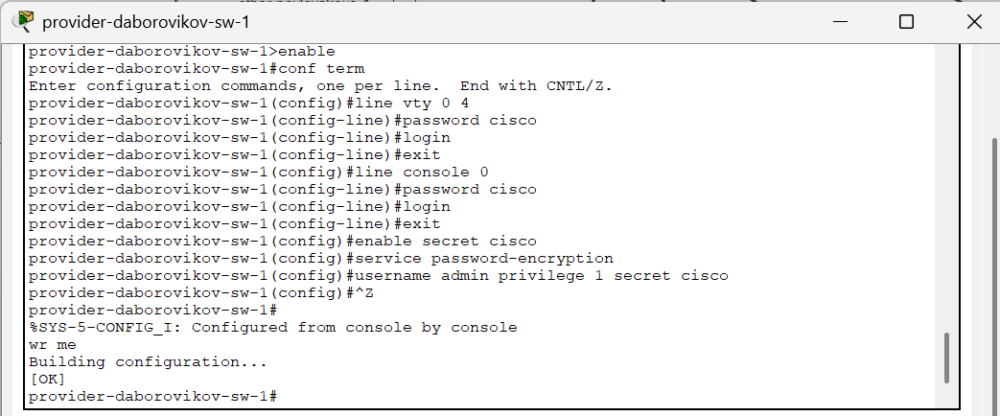 provider-daborovikov-sw-1
provider-daborovikov-sw-1>enable
provider-daborovikov-sw-1#conf term
Enter configuration commands, one per line.  End with CNTL/Z.
provider-daborovikov-sw-1(config)#line vty 0 4
provider-daborovikov-sw-1(config-line)#password cisco
provider-daborovikov-sw-1(config-line)#login
provider-daborovikov-sw-1(config-line)#exit
provider-daborovikov-sw-1(config)#line console 0
provider-daborovikov-sw-1(config-line)#password cisco
provider-daborovikov-sw-1(config-line)#login
provider-daborovikov-sw-1(config-line)#exit
provider-daborovikov-sw-1(config)#enable secret cisco
provider-daborovikov-sw-1(config)#service password-encryption
provider-daborovikov-sw-1(config)#username admin privilege 1 secret cisco
provider-daborovikov-sw-1(config)#^Z
provider-daborovikov-sw-1#
%SYS-5-CONFIG_I: Configured from console by console
wr me
Building configuration...
[OK]
provider-daborovikov-sw-1#